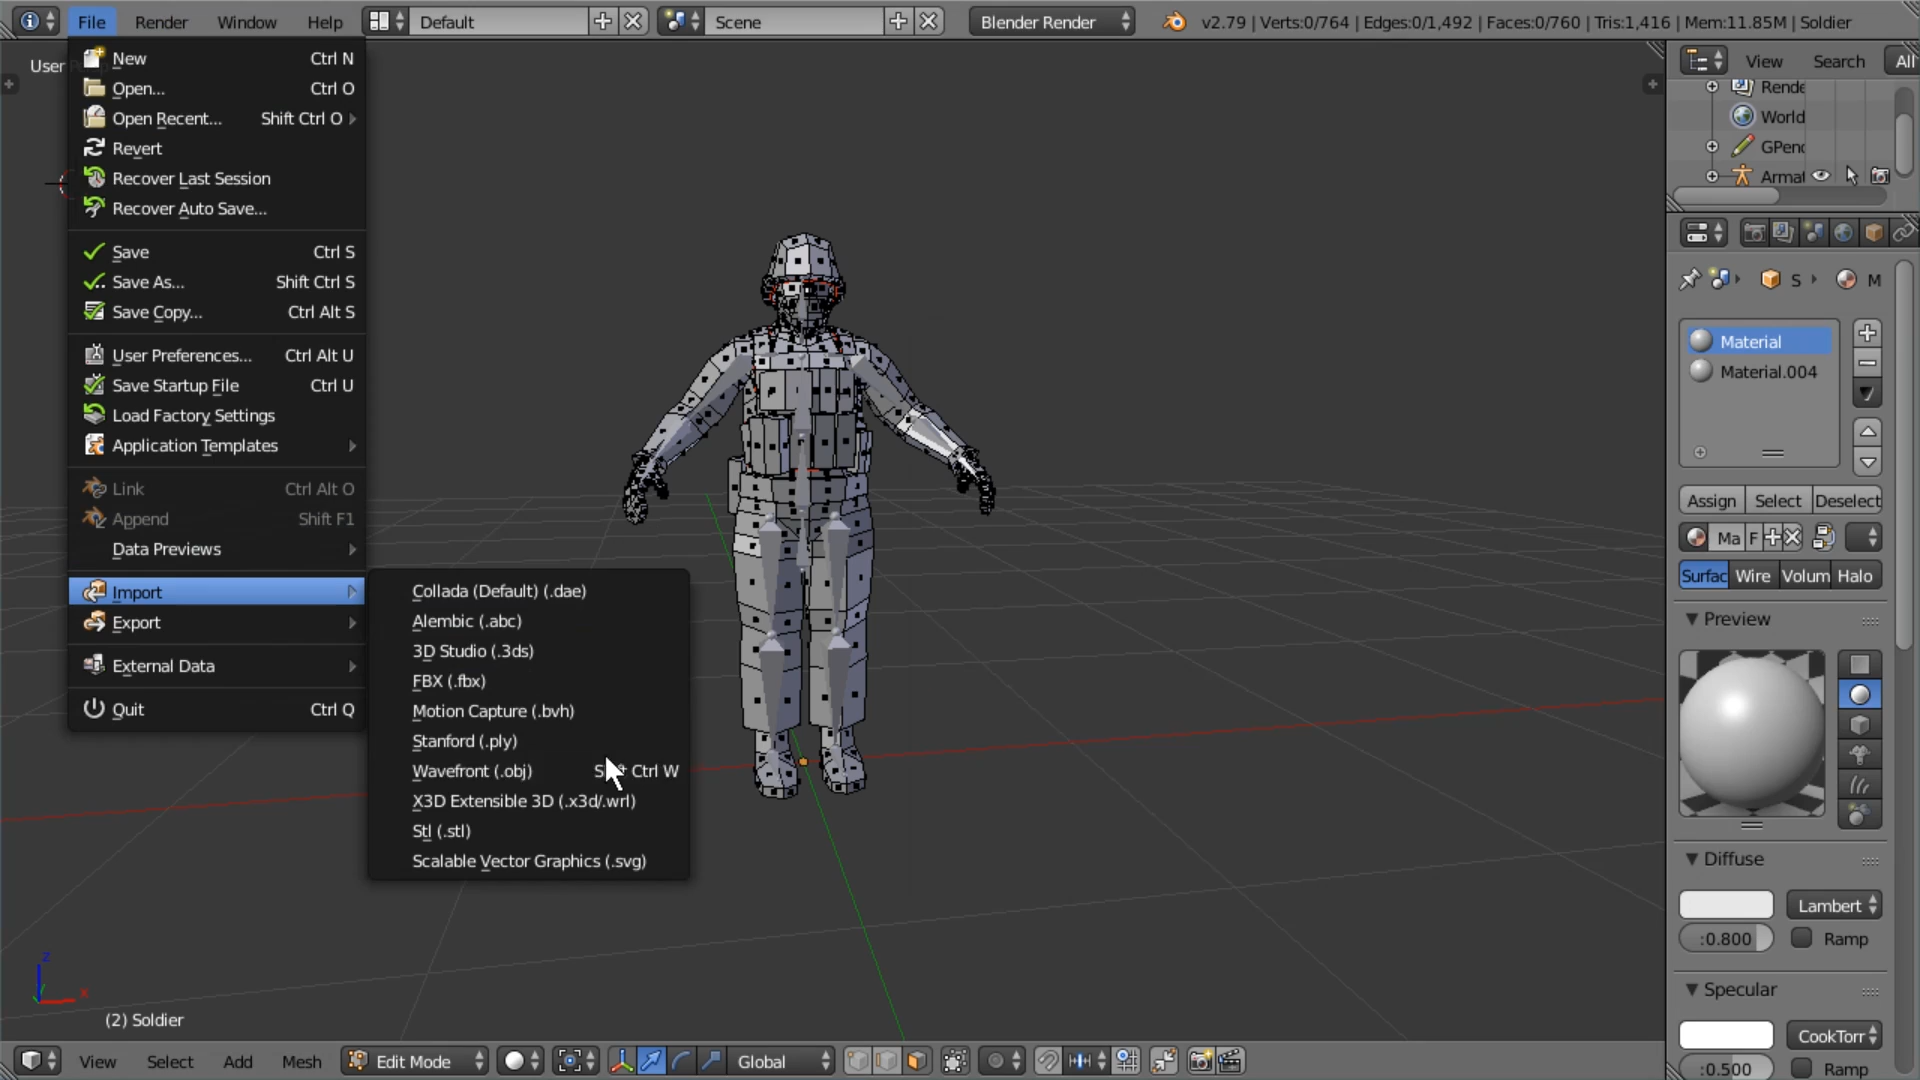 File Render Window Help Default Scene Blender Render v2.79 | Verts:0/764 | Edges:0/1,492 | Faces:0/760 | Tris:1,416 | Mem:11.85M | Soldier
User
New Ctrl N
Open... Ctrl O
Open Recent... Shift Ctrl O
Revert
Recover Last Session
Recover Auto Save...
Save Ctrl S
Save As... Shift Ctrl S
Save Copy... Ctrl Alt S
User Preferences... Ctrl Alt U
Save Startup File Ctrl U
Load Factory Settings
Application Templates
Link Ctrl Alt O
Append Shift F1
Data Previews
Import
Export
External Data
Quit Ctrl Q
Collada (Default) (.dae)
Alembic (.abc)
3D Studio (.3ds)
FBX (.fbx)
Motion Capture (.bvh)
Stanford (.ply)
Wavefront (.obj) Ctrl W
X3D Extensible 3D (.x3d/.wrl)
Stl (.stl)
Scalable Vector Graphics (.svg)
z
x
(2) Soldier
View Select Add Mesh Edit Mode Global
View Search All
Rende
World
GPenc
Armat
S M
Material
Material.004
Assign Select Deselect
Ma F
Surfac Wire Volum Halo
Preview
Diffuse
Lambert
:0.800 Ramp
Specular
CookTorr
:0.500 Ramp